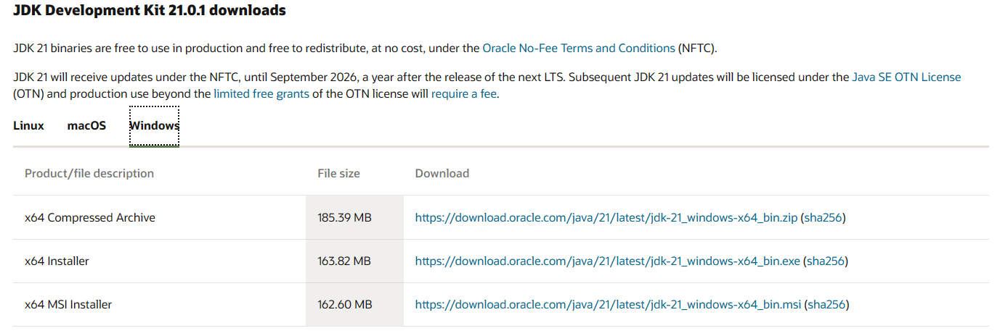 JDK Development Kit 21.0.1 downloads
JDK 21 binaries are free to use in production and free to redistribute, at no cost, under the Oracle No-Fee Terms and Conditions (NFTC).
JDK 21 will receive updates under the NFTC, until September 2026, a year after the release of the next LTS. Subsequent JDK 21 updates will be licensed under the Java SE OTN License
(OTN) and production use beyond the limited free grants of the OTN license will require a fee.
Linux macOS Windows
Product/file description File size Download
x64 Compressed Archive 185.39 MB https://download.oracle.com/java/21/latest/jdk-21_windows-x64_bin.zip (sha256)
x64 Installer 163.82 MB https://download.oracle.com/java/21/latest/jdk-21_windows-x64_bin.exe (sha256)
x64 MSI Installer 162.60 MB https://download.oracle.com/java/21/latest/jdk-21_windows-x64_bin.msi (sha256)